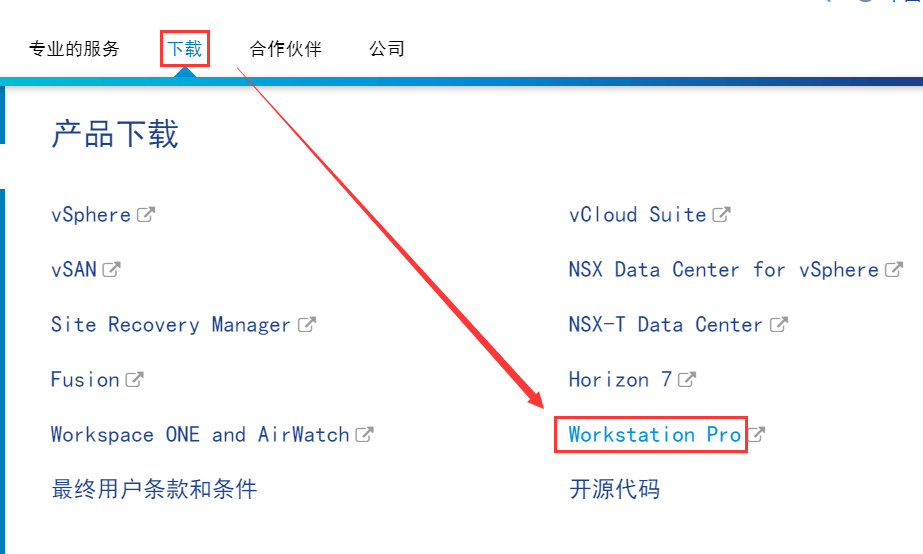 专业的服务 下载 合作伙伴 公司
产品下载
vSphere vCloud Suite
vSAN NSX Data Center for vSphere
Site Recovery Manager NSX-T Data Center
Fusion Horizon 7
Workspace ONE and AirWatch Workstation Pro
最终用户条款和条件 开源代码